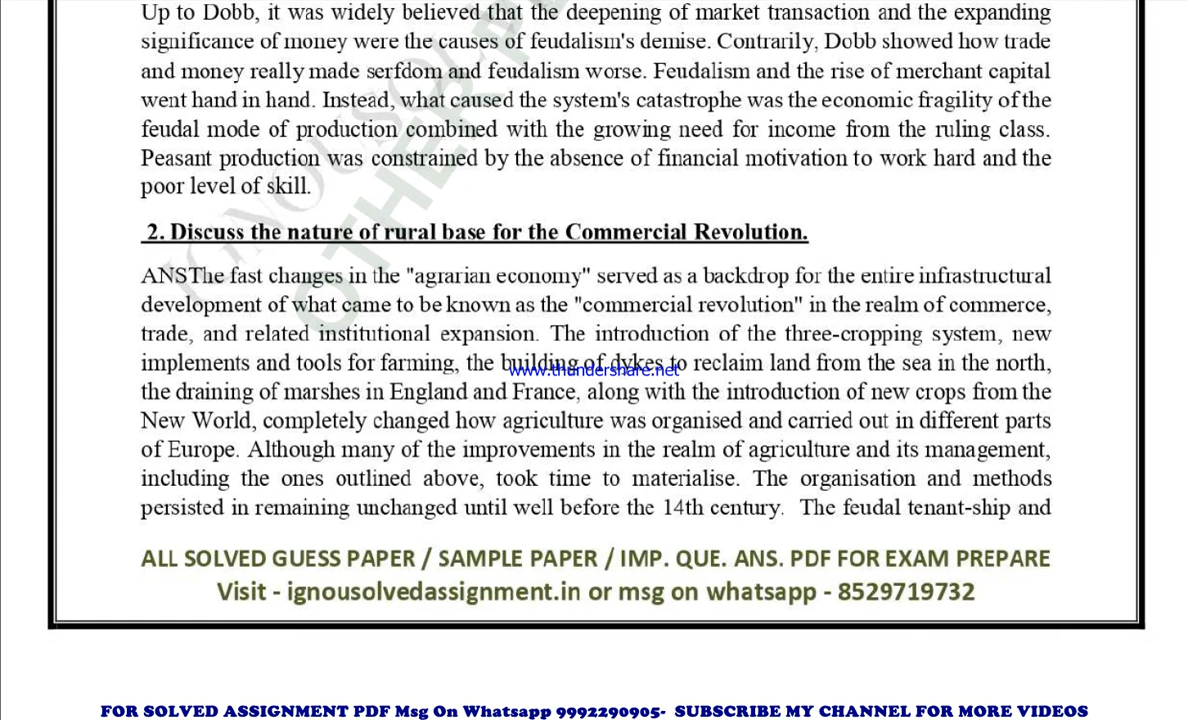 Up to Dobb, it was widely believed that the deepening of market transaction and the expanding
significance of money were the causes of feudalism's demise. Contrarily, Dobb showed how trade
and money really made serfdom and feudalism worse. Feudalism and the rise of merchant capital
went hand in hand. Instead, what caused the system's catastrophe was the economic fragility of the
feudal mode of production combined with the growing need for income from the ruling class.
Peasant production was constrained by the absence of financial motivation to work hard and the
poor level of skill.
2. Discuss the nature of rural base for the Commercial Revolution.
ANSThe fast changes in the "agrarian economy" served as a backdrop for the entire infrastructural
development of what came to be known as the "commercial revolution" in the realm of commerce,
trade, and related institutional expansion. The introduction of the three-cropping system, new
implements and tools for farming, the building of dykes to reclaim land from the sea in the north,
www.thundershare.net
the draining of marshes in England and France, along with the introduction of new crops from the
New World, completely changed how agriculture was organised and carried out in different parts
of Europe. Although many of the improvements in the realm of agriculture and its management,
including the ones outlined above, took time to materialise. The organisation and methods
persisted in remaining unchanged until well before the 14th century. The feudal tenant-ship and
ALL SOLVED GUESS PAPER / SAMPLE PAPER / IMP. QUE. ANS. PDF FOR EXAM PREPARE
Visit - ignousolvedassignment.in or msg on whatsapp - 8529719732
FOR SOLVED ASSIGNMENT PDF Msg On Whatsapp 9992290905- SUBSCRIBE MY CHANNEL FOR MORE VIDEOS